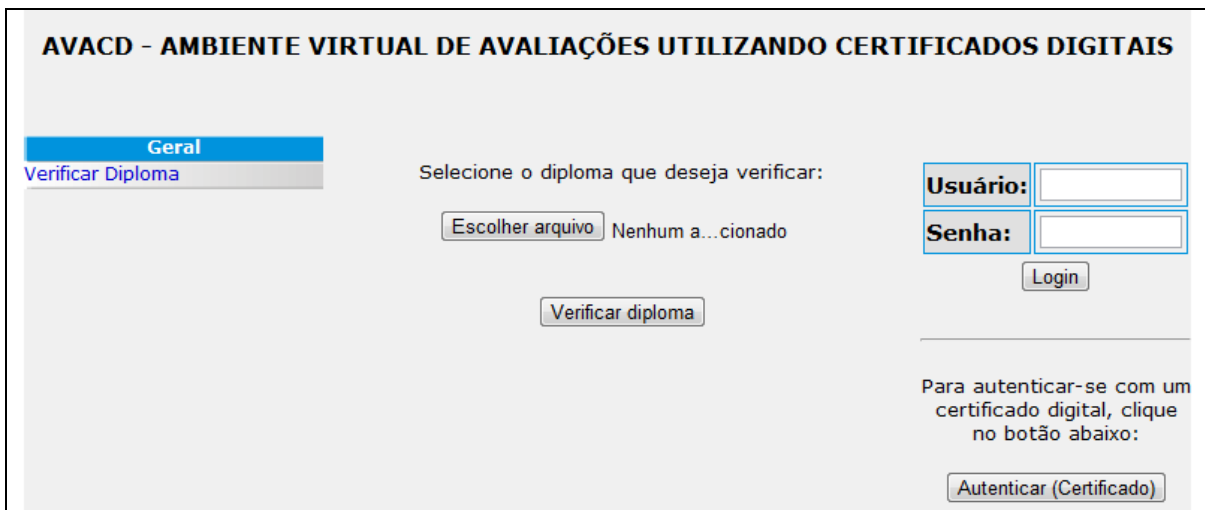 AVACD - AMBIENTE VIRTUAL DE AVALIAÇÕES UTILIZANDO CERTIFICADOS DIGITAIS
Geral
Verificar Diploma
Selecione o diploma que deseja verificar:
Escolher arquivo Nenhum a...cionado
Verificar diploma
Usuário:
Senha:
Login
Para autenticar-se com um
certificado digital, clique
no botão abaixo:
Autenticar (Certificado)